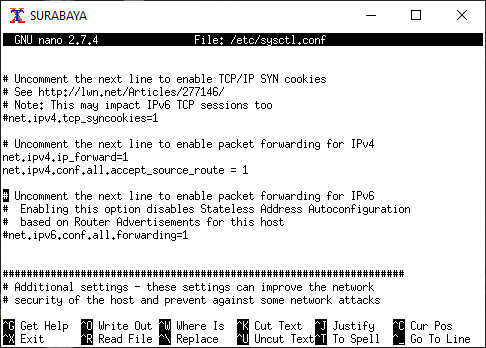 SURABAYA
GNU nano 2.7.4 File: /etc/sysctl.conf
# Uncomment the next line to enable TCP/IP SYN cookies
# See http://lwn.net/Articles/277146/
# Note: This may impact IPv6 TCP sessions too
#net.ipv4.tcp_syncookies=1
# Uncomment the next line to enable packet forwarding for IPv4
net.ipv4.ip_forward=1
net.ipv4.conf.all.accept_source_route = 1
# Uncomment the next line to enable packet forwarding for IPv6
#  Enabling this option disables Stateless Address Autoconfiguration
#  based on Router Advertisements for this host
#net.ipv6.conf.all.forwarding=1
###################################################################
# Additional settings - these settings can improve the network
# security of the host and prevent against some network attacks
^G Get Help ^O Write Out ^W Where Is ^K Cut Text ^J Justify ^C Cur Pos
^X Exit ^R Read File ^\ Replace ^U Uncut Text ^T To Spell ^_ Go To Line